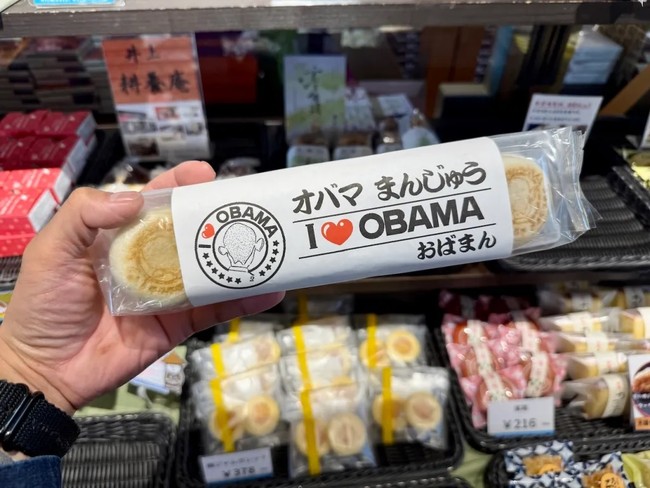 井上
耕養庵
オバマ まんじゅう
I ❤ OBAMA
おばまん
I ❤ OBAMA
¥216
¥378